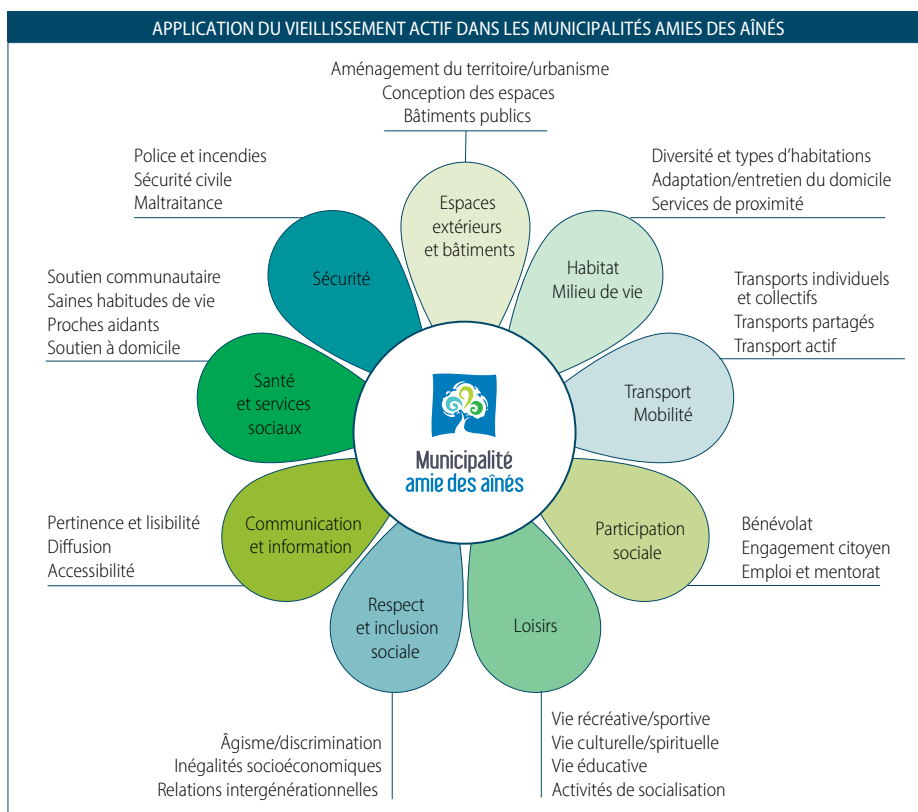 APPLICATION DU VIEILLISSEMENT ACTIF DANS LES MUNICIPALITÉS AMIES DES AÎNÉS
Aménagement du territoire/urbanisme
Conception des espaces
Bâtiments publics
Espaces
extérieurs
et bâtiments
Diversité et types d'habitations
Adaptation/entretien du domicile
Services de proximité
Habitat
Milieu de vie
Transports individuels
et collectifs
Transports partagés
Transport actif
Transport
Mobilité
Bénévolat
Engagement citoyen
Emploi et mentorat
Participation
sociale
Vie récréative/sportive
Vie culturelle/spirituelle
Vie éducative
Activités de socialisation
Loisirs
Âgisme/discrimination
Inégalités socioéconomiques
Relations intergénérationnelles
Respect
et inclusion
sociale
Pertinence et lisibilité
Diffusion
Accessibilité
Communication
et information
Soutien communautaire
Saines habitudes de vie
Proches aidants
Soutien à domicile
Santé
et services
sociaux
Police et incendies
Sécurité civile
Maltraitance
Sécurité
Municipalité
amie des aînés